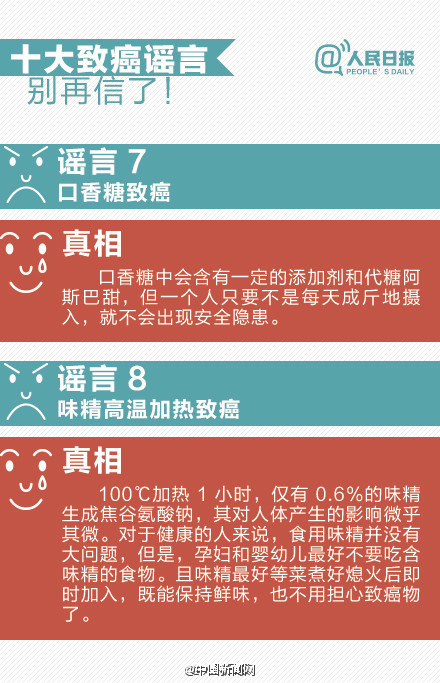 十大致癌谣言
别再信了!
@人民日报
PEOPLE'S DAILY
谣言 7
口香糖致癌
真相
口香糖中会含有一定的添加剂和代糖阿
斯巴甜，但一个人只要不是每天成斤地摄
入，就不会出现安全隐患。
谣言 8
味精高温加热致癌
真相
100℃加热 1 小时，仅有 0.6%的味精
生成焦谷氨酸钠，其对人体产生的影响微乎
其微。对于健康的人来说，食用味精并没有
大问题，但是，孕妇和婴幼儿最好不要吃含
味精的食物。且味精最好等菜煮好熄火后即
时加入，既能保持鲜味，也不用担心致癌物
了。
@中国新闻网